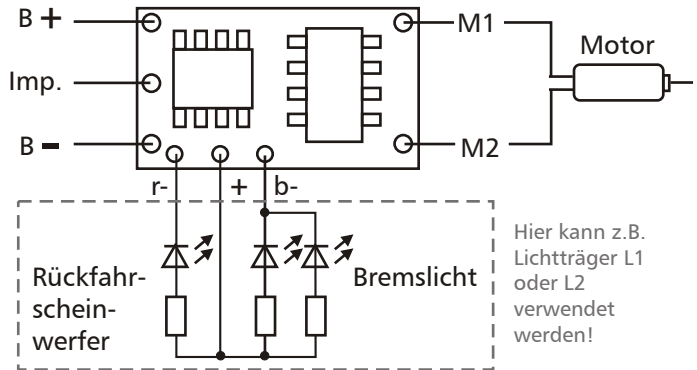 B +
M1
Motor
Imp.
B -
M2
r-
+
b-
Rückfahr-
schein-
werfer
Bremslicht
Hier kann z.B.
Lichtträger L1
oder L2
verwendet
werden!